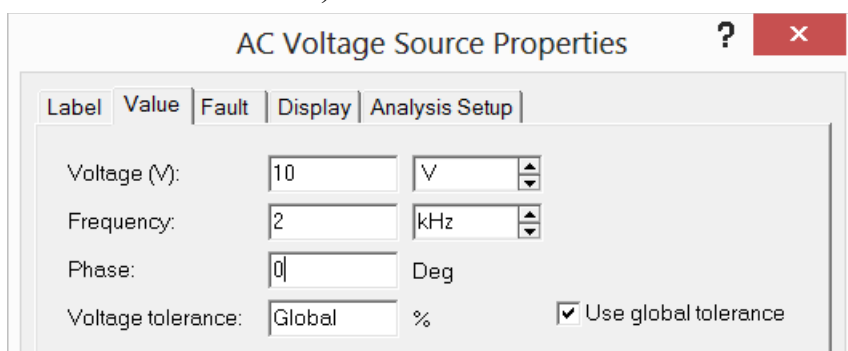 AC Voltage Source Properties ? ×
Label Value Fault Display Analysis Setup
Voltage (V): 10 V
Frequency: 2 kHz
Phase: 0 Deg
Voltage tolerance: Global % Use global tolerance